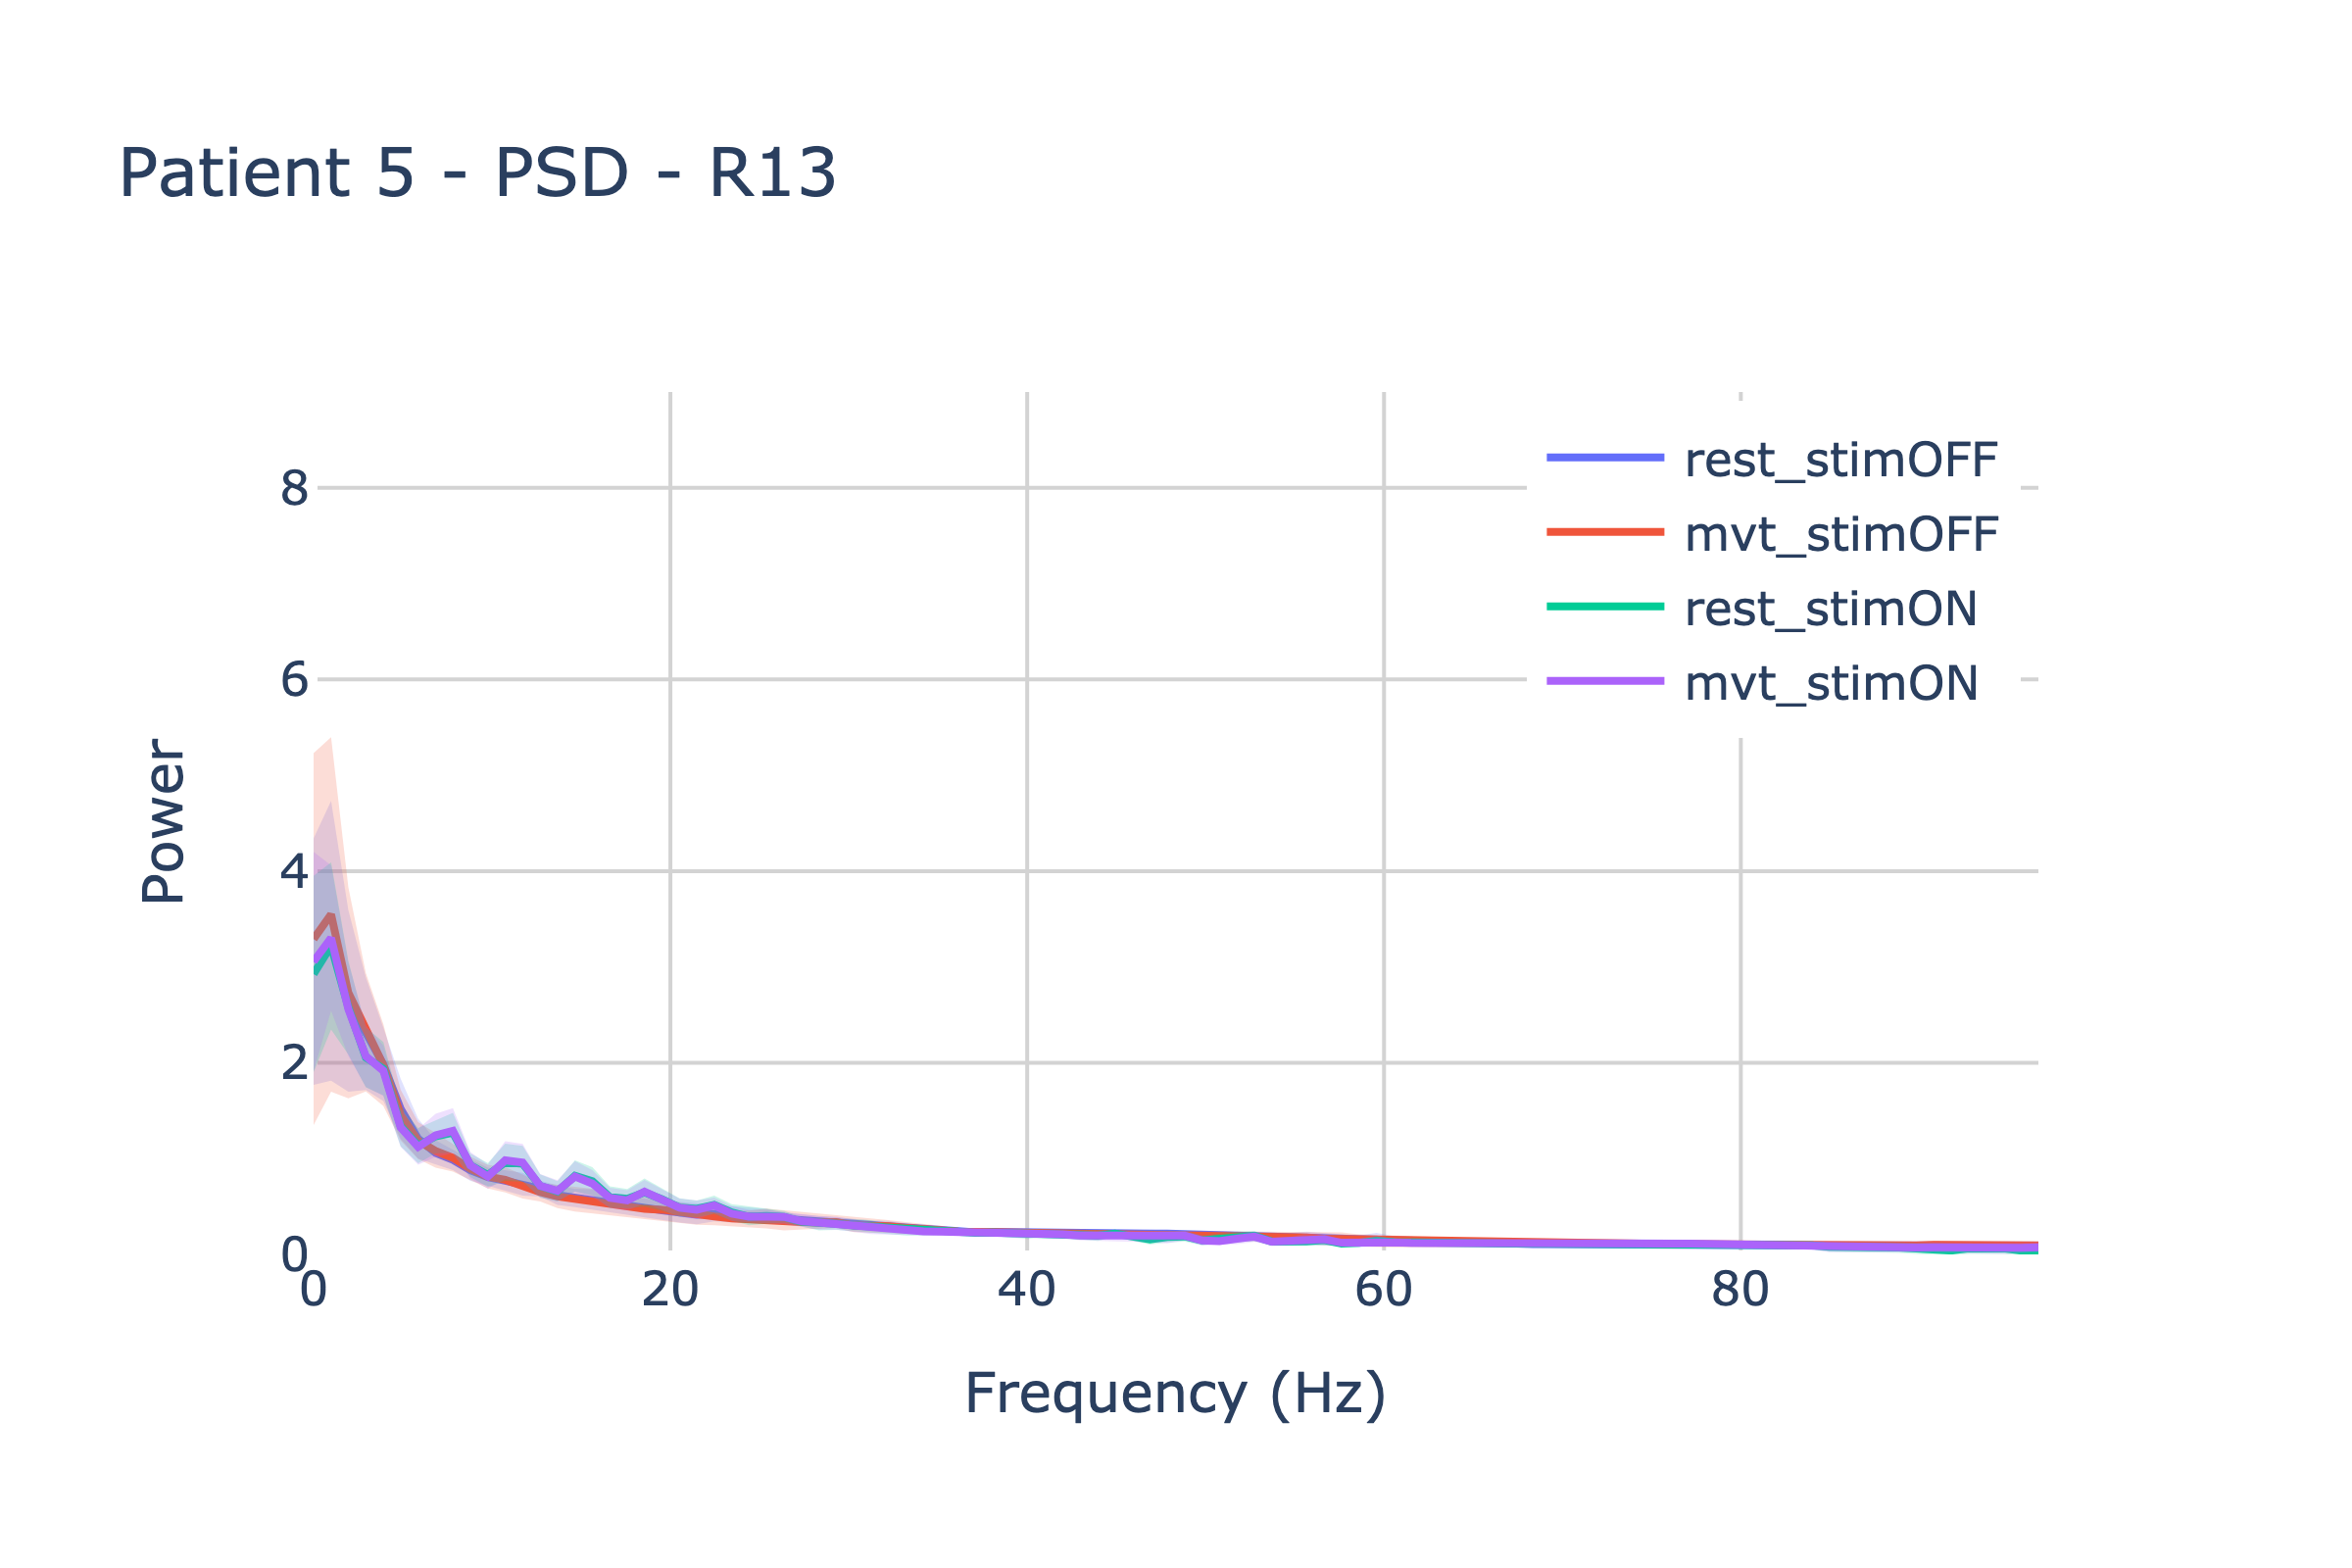 Patient 5 - PSD - R13
rest_stimOFF
mvt_stimOFF
rest_stimON
mvt_stimON
8
6
4
2
0
Power
0 20 40 60 80
Frequency (Hz)